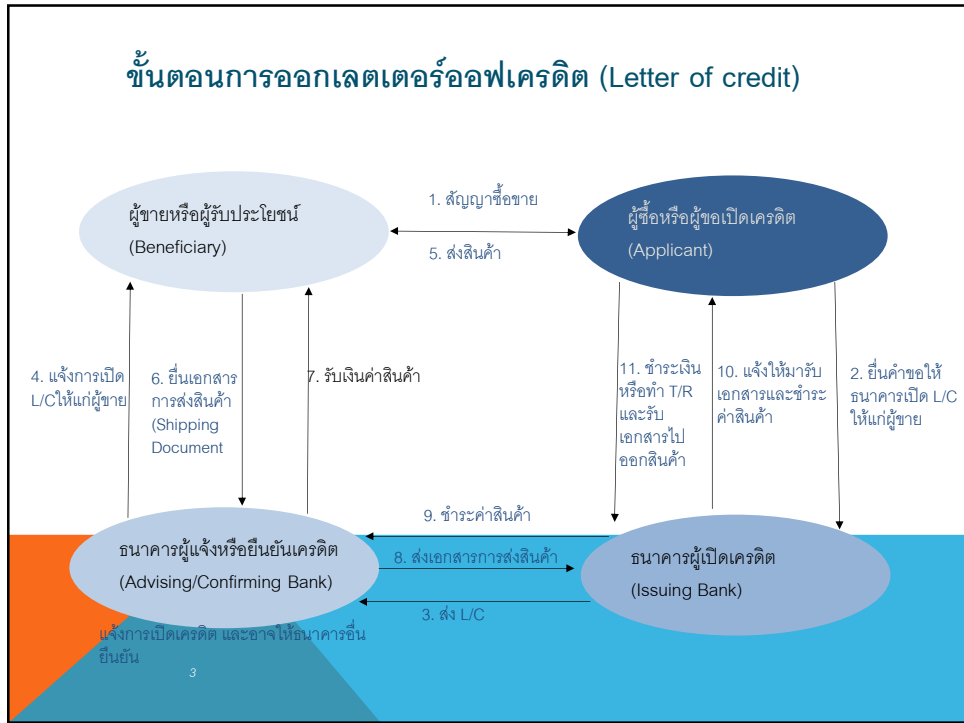 ขั้นตอนการออกเลตเตอร์ออฟเครดิต (Letter of credit)
ผู้ขายหรือผู้รับประโยชน์
(Beneficiary)
1. สัญญาซื้อขาย
5. ส่งสินค้า
ผู้ซื้อหรือผู้ขอเปิดเครดิต
(Applicant)
4. แจ้งการเปิด
L/Cให้แก่ผู้ขาย
6. ยื่นเอกสาร
การส่งสินค้า
(Shipping
Document
7. รับเงินค่าสินค้า
11. ชำระเงิน
หรือทำ T/R
และรับ
เอกสารไป
ออกสินค้า
10. แจ้งให้มารับ
เอกสารและชำระ
ค่าสินค้า
2. ยื่นคำขอให้
ธนาคารเปิด L/C
ให้แก่ผู้ขาย
9. ชำระค่าสินค้า
8. ส่งเอกสารการส่งสินค้า
3. ส่ง L/C
ธนาคารผู้แจ้งหรือยืนยันเครดิต
(Advising/Confirming Bank)
ธนาคารผู้เปิดเครดิต
(Issuing Bank)
แจ้งการเปิดเครดิต และอาจให้ธนาคารอื่น
ยืนยัน
3